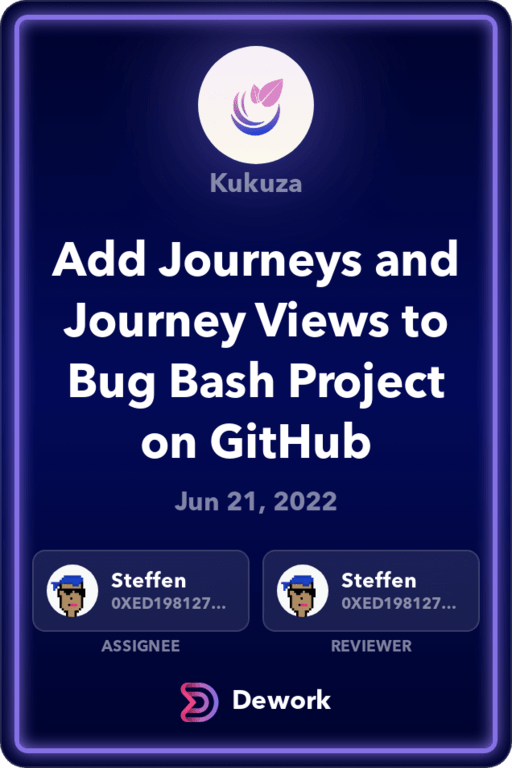 Kukuza
Add Journeys and
Journey Views to
Bug Bash Project
on GitHub
Jun 21, 2022
Steffen
0XED198127...
ASSIGNEE
Steffen
0XED198127...
REVIEWER
Dework